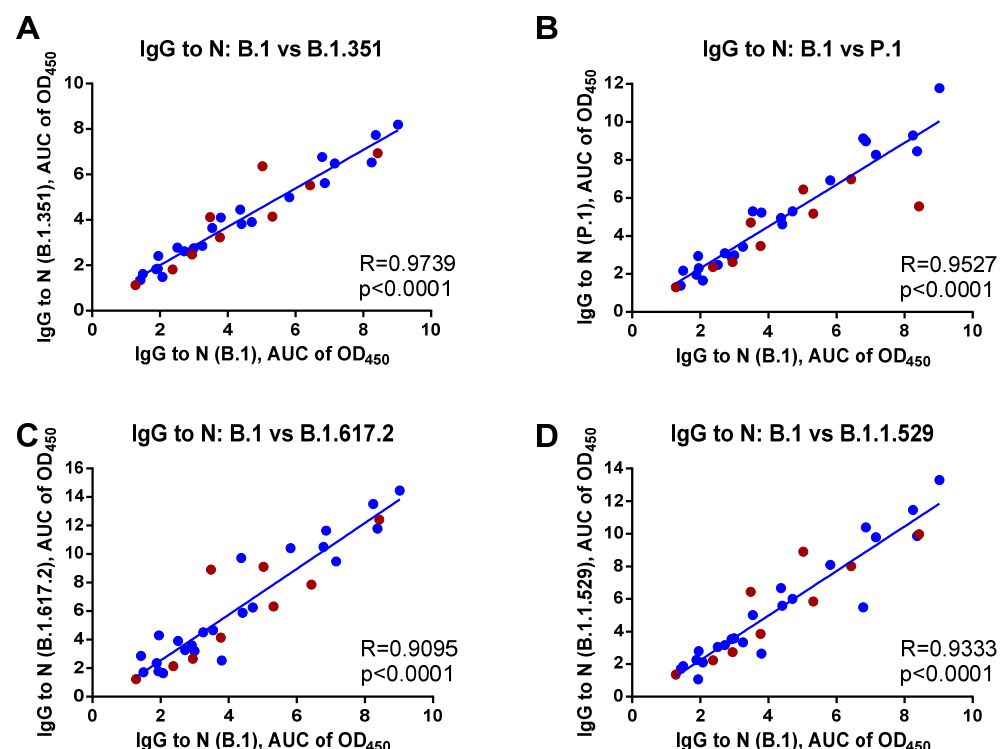 A
IgG to N: B.1 vs B.1.351
IgG to N (B.1.351), AUC of OD450
10
8
6
4
2
0
0 2 4 6 8 10
R=0.9739
p<0.0001
IgG to N (B.1), AUC of OD450
B
IgG to N: B.1 vs P.1
IgG to N (P.1), AUC of OD450
12
10
8
6
4
2
0
0 2 4 6 8 10
R=0.9527
p<0.0001
IgG to N (B.1), AUC of OD450
C
IgG to N: B.1 vs B.1.617.2
IgG to N (B.1.617.2), AUC of OD450
16
14
12
10
8
6
4
2
0
0 2 4 6 8 10
R=0.9095
p<0.0001
IgG to N (B.1), AUC of OD450
D
IgG to N: B.1 vs B.1.1.529
IgG to N (B.1.1.529), AUC of OD450
14
12
10
8
6
4
2
0
0 2 4 6 8 10
R=0.9333
p<0.0001
IgG to N (B.1), AUC of OD450